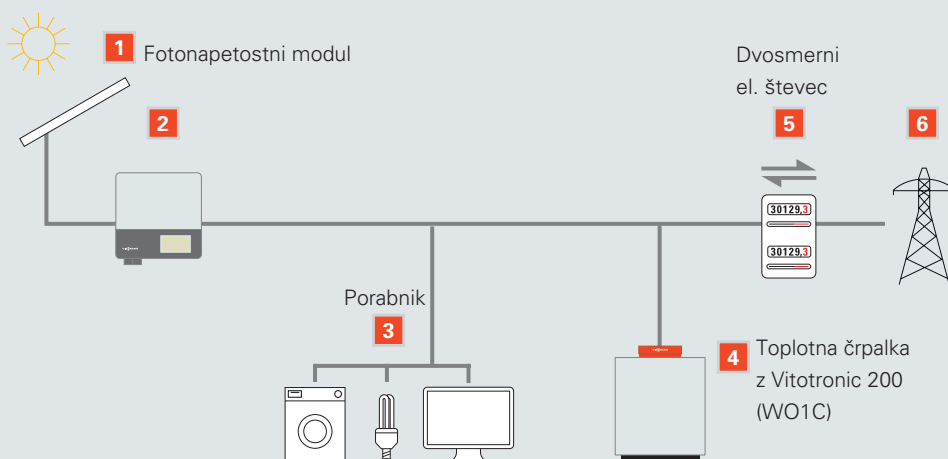 1 Fotonapetostni modul
2
Dvosmerni
el. števec
5
6
30129,3
30129,3
Porabnik
3
4 Toplotna črpalka
z Vitotronic 200
(WO1C)